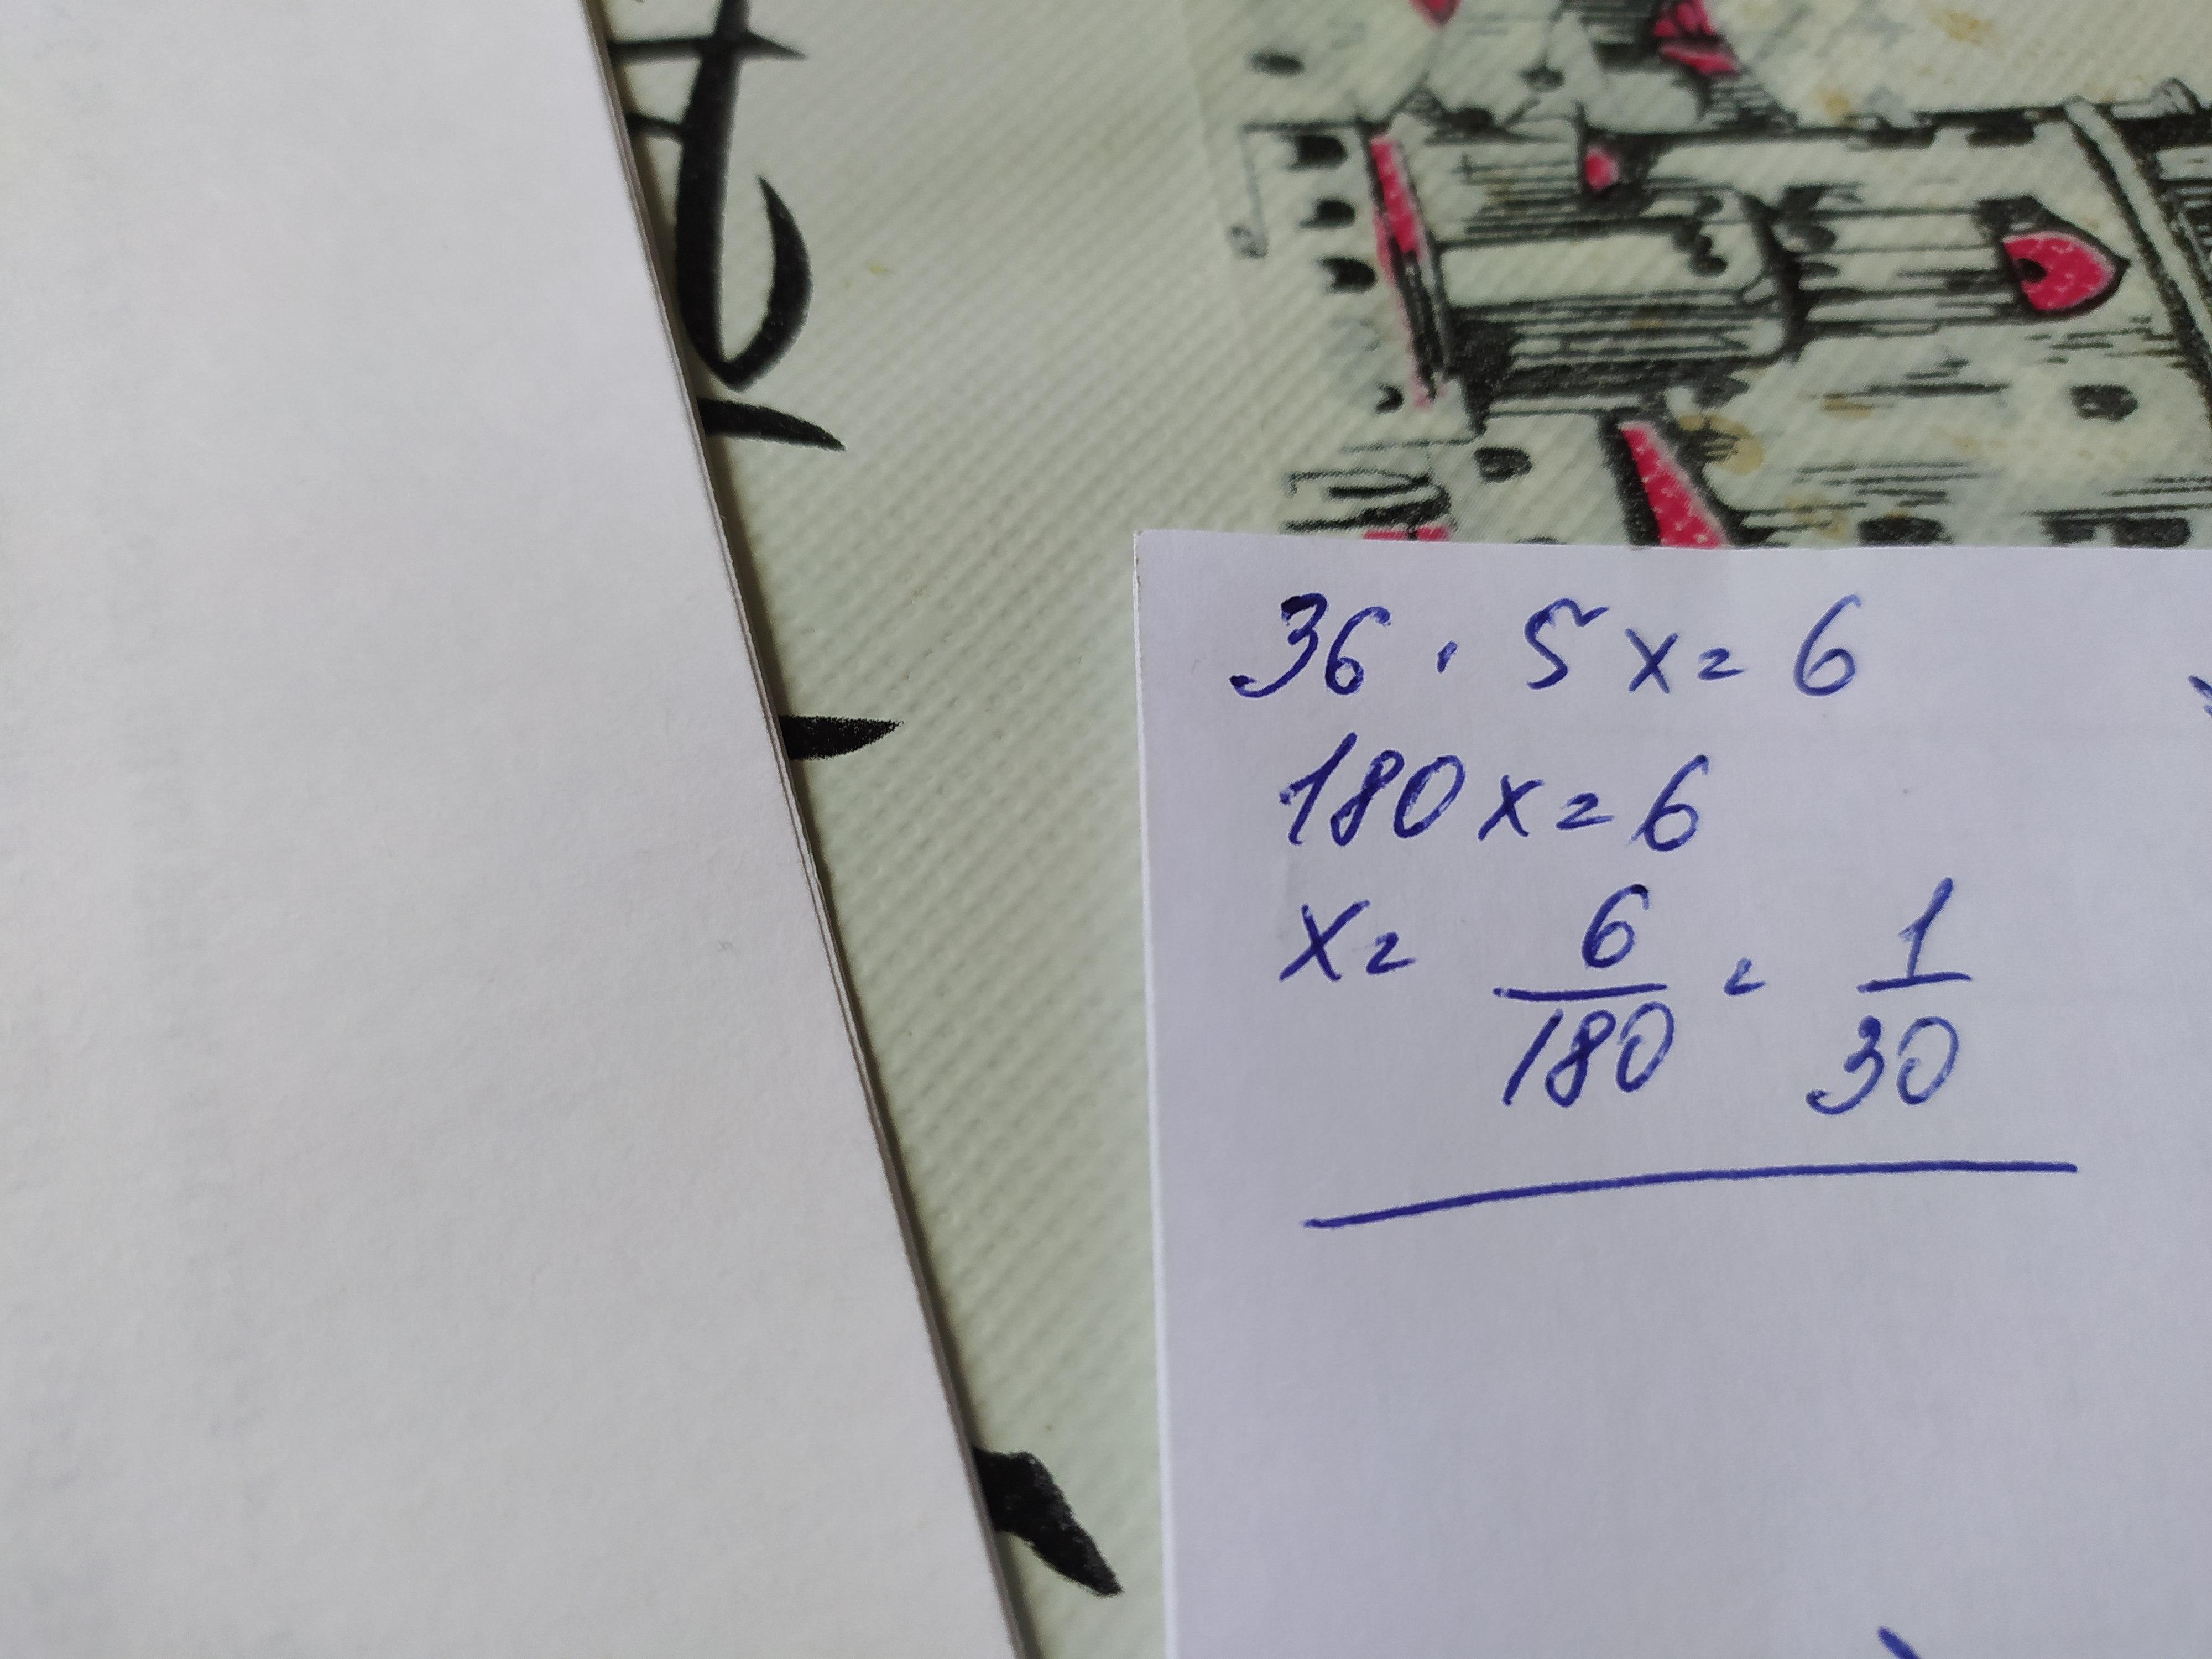 36 · 5x = 6
180x = 6
x = 6/180 = 1/30